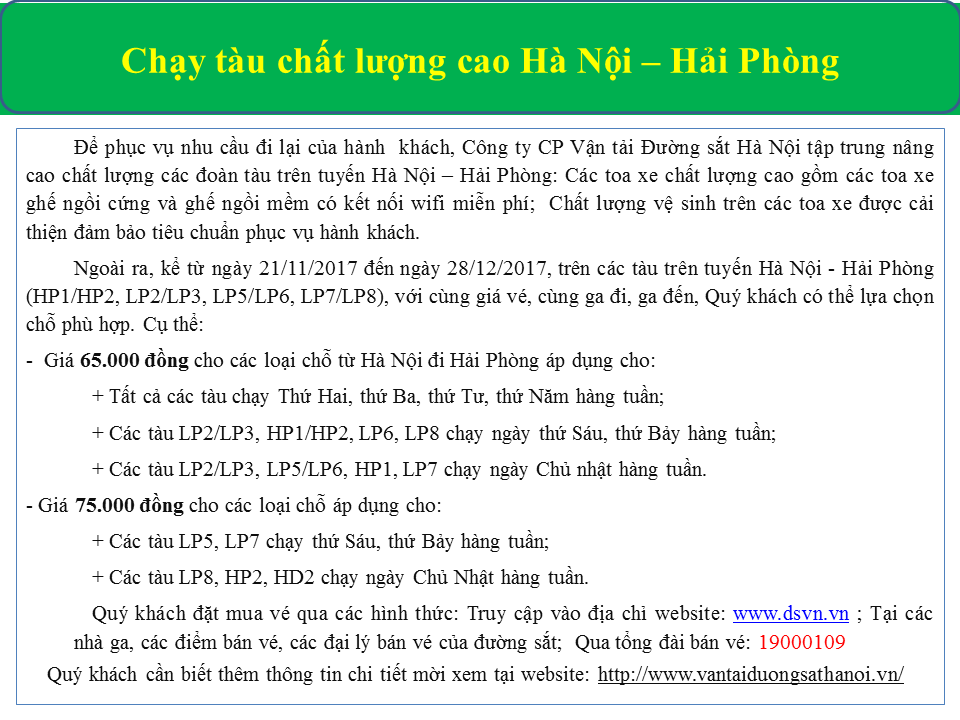 Chạy tàu chất lượng cao Hà Nội – Hải Phòng
Để phục vụ nhu cầu đi lại của hành khách, Công ty CP Vận tải Đường sắt Hà Nội tập trung nâng
cao chất lượng các đoàn tàu trên tuyến Hà Nội – Hải Phòng: Các toa xe chất lượng cao gồm các toa xe
ghế ngồi cứng và ghế ngồi mềm có kết nối wifi miễn phí; Chất lượng vệ sinh trên các toa xe được cải
thiện đảm bảo tiêu chuẩn phục vụ hành khách.
Ngoài ra, kể từ ngày 21/11/2017 đến ngày 28/12/2017, trên các tàu trên tuyến Hà Nội - Hải Phòng
(HP1/HP2, LP2/LP3, LP5/LP6, LP7/LP8), với cùng giá vé, cùng ga đi, ga đến, Quý khách có thể lựa chọn
chỗ phù hợp. Cụ thể:
- Giá 65.000 đồng cho các loại chỗ từ Hà Nội đi Hải Phòng áp dụng cho:
+ Tất cả các tàu chạy Thứ Hai, thứ Ba, thứ Tư, thứ Năm hàng tuần;
+ Các tàu LP2/LP3, HP1/HP2, LP6, LP8 chạy ngày thứ Sáu, thứ Bảy hàng tuần;
+ Các tàu LP2/LP3, LP5/LP6, HP1, LP7 chạy ngày Chủ nhật hàng tuần.
- Giá 75.000 đồng cho các loại chỗ áp dụng cho:
+ Các tàu LP5, LP7 chạy thứ Sáu, thứ Bảy hàng tuần;
+ Các tàu LP8, HP2, HD2 chạy ngày Chủ Nhật hàng tuần.
Quý khách đặt mua vé qua các hình thức: Truy cập vào địa chỉ website: www.dsvn.vn ; Tại các
nhà ga, các điểm bán vé, các đại lý bán vé của đường sắt; Qua tổng đài bán vé: 19000109
Quý khách cần biết thêm thông tin chi tiết mời xem tại website: http://www.vantaiduongsathanoi.vn/